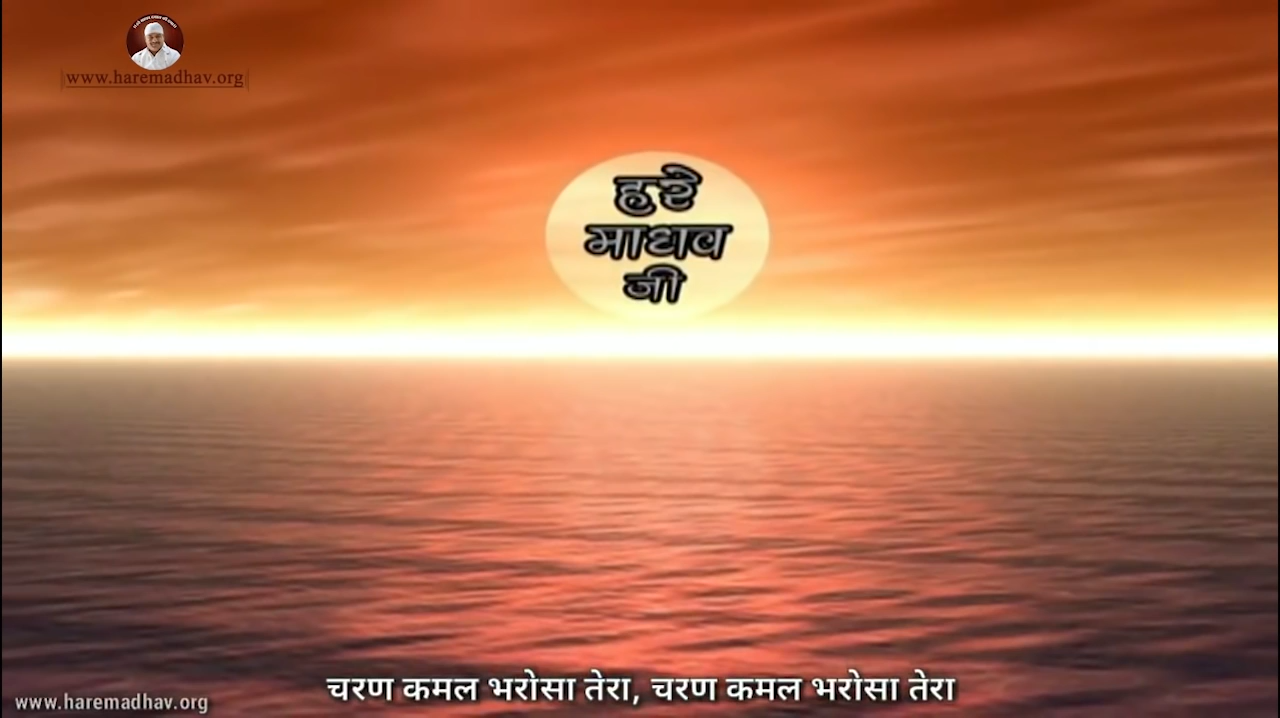 www.haremadhav.org
हरे
माधव
जी
चरण कमल भरोसा तेरा, चरण कमल भरोसा तेरा
www.haremadhav.org